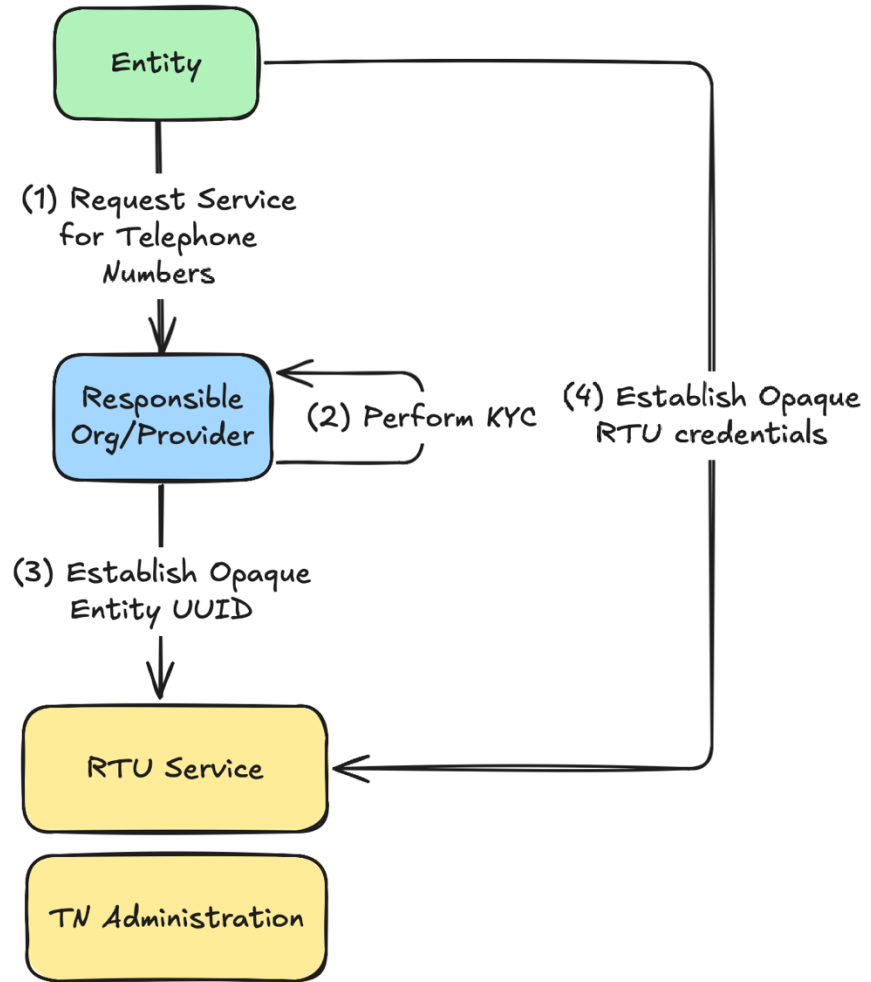 Entity
(1) Request Service
for Telephone
Numbers
Responsible
Org/Provider
(2) Perform KYC
(4) Establish Opaque
RTU credentials
(3) Establish Opaque
Entity UUID
RTU Service
TN Administration